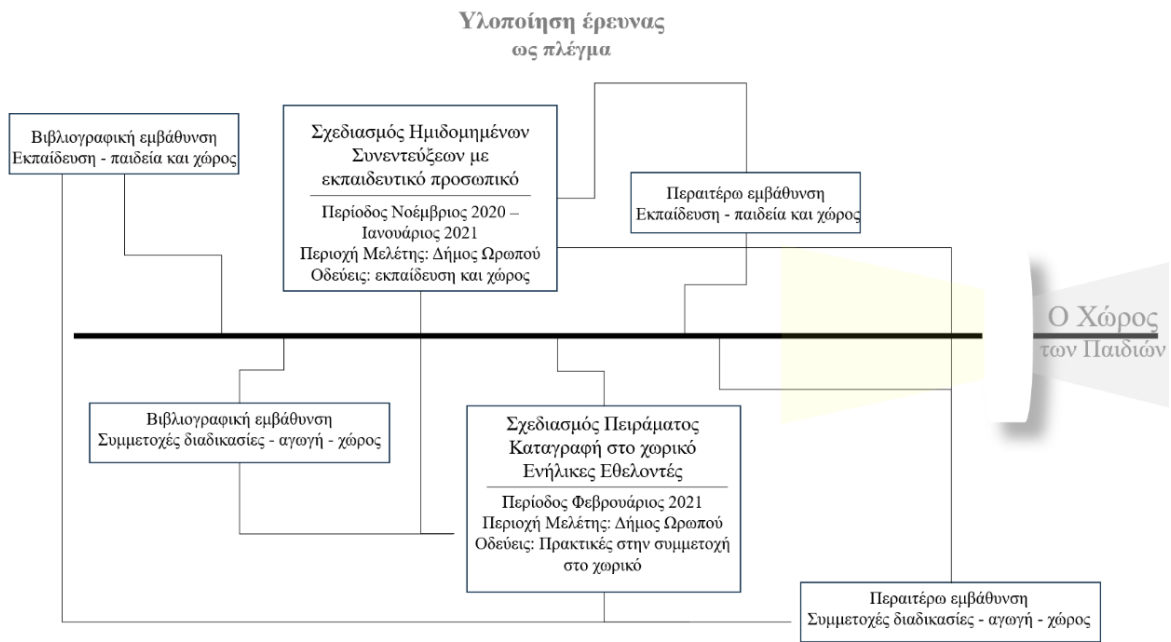 Υλοποίηση έρευνας
ως πλέγμα
Βιβλιογραφική εμβάθυνση
Εκπαίδευση - παιδεία και χώρος
Σχεδιασμός Ημιδομημένων
Συνεντεύξεων με
εκπαιδευτικό προσωπικό
Περίοδος Νοέμβριος 2020 –
Ιανουάριος 2021
Περιοχή Μελέτης: Δήμος Ωρωπού
Οδεύεις: εκπαίδευση και χώρος
Περαιτέρω εμβάθυνση
Εκπαίδευση - παιδεία και χώρος
Ο Χώρος
των Παιδιών
Βιβλιογραφική εμβάθυνση
Συμμετοχές διαδικασίες - αγωγή - χώρος
Σχεδιασμός Πειράματος
Καταγραφή στο χωρικό
Ενήλικες Εθελοντές
Περίοδος Φεβρουάριος 2021
Περιοχή Μελέτης: Δήμος Ωρωπού
Οδεύεις: Πρακτικές στην συμμετοχή
στο χωρικό
Περαιτέρω εμβάθυνση
Συμμετοχές διαδικασίες - αγωγή - χώρος